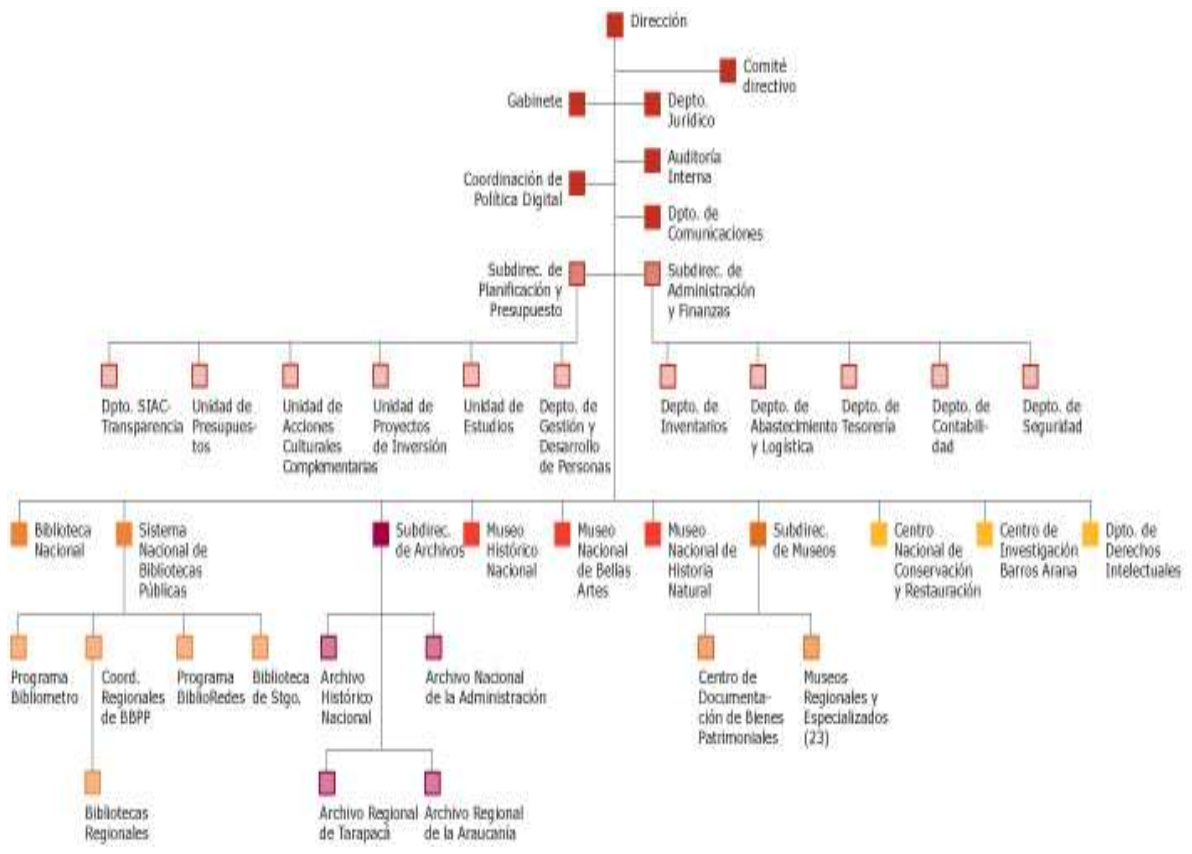 Dirección
Comité
directivo
Gabinete
Depto.
Jurídico
Auditoría
Interna
Coordinación de
Política Digital
Dpto. de
Comunicaciones
Subdirec. de
Planificación y
Presupuesto
Subdirec. de
Administración
y Finanzas
Dpto. SIAC-
Transparencia
Unidad de
Presupues-
tos
Unidad de
Acciones
Culturales
Complementarias
Unidad de
Proyectos
de Inversión
Unidad de
Estudios
Depto. de
Gestión y
Desarrollo
de Personas
Depto. de
Inventarios
Depto. de
Abastecimiento
y Logística
Depto. de
Tesorería
Depto. de
Contabili-
dad
Depto. de
Seguridad
Biblioteca
Nacional
Sistema
Nacional de
Bibliotecas
Públicas
Subdirec.
de Archivos
Museo
Histórico
Nacional
Museo
Nacional
de Bellas
Artes
Museo
Nacional de
Historia
Natural
Subdirec.
de Museos
Centro
Nacional de
Conservación
y Restauración
Centro de
Investigación
Barros Arana
Dpto. de
Derechos
Intelectuales
Programa
Bibliometro
Coord.
Regionales
de BBPP
Programa
BiblioRedes
Biblioteca
de Stgo.
Archivo
Histórico
Nacional
Archivo Nacional
de la Administración
Centro de
Documenta-
ción de Bienes
Patrimoniales
Museos
Regionales y
Especializados
(23)
Bibliotecas
Regionales
Archivo Regional
de Tarapacá
Archivo Regional
de la Araucanía